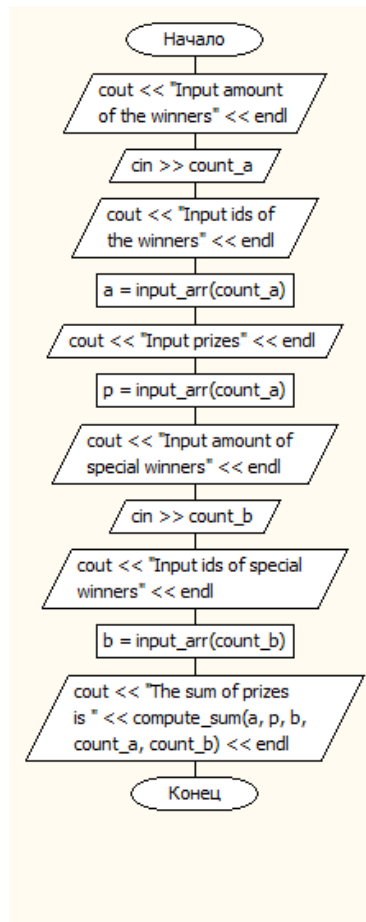 Начало
cout << "Input amount
of the winners" << endl
cin >> count_a
cout << "Input ids of
the winners" << endl
a = input_arr(count_a)
cout << "Input prizes" << endl
p = input_arr(count_a)
cout << "Input amount of
special winners" << endl
cin >> count_b
cout << "Input ids of special
winners" << endl
b = input_arr(count_b)
cout << "The sum of prizes
is " << compute_sum(a, p, b,
count_a, count_b) << endl
Конец